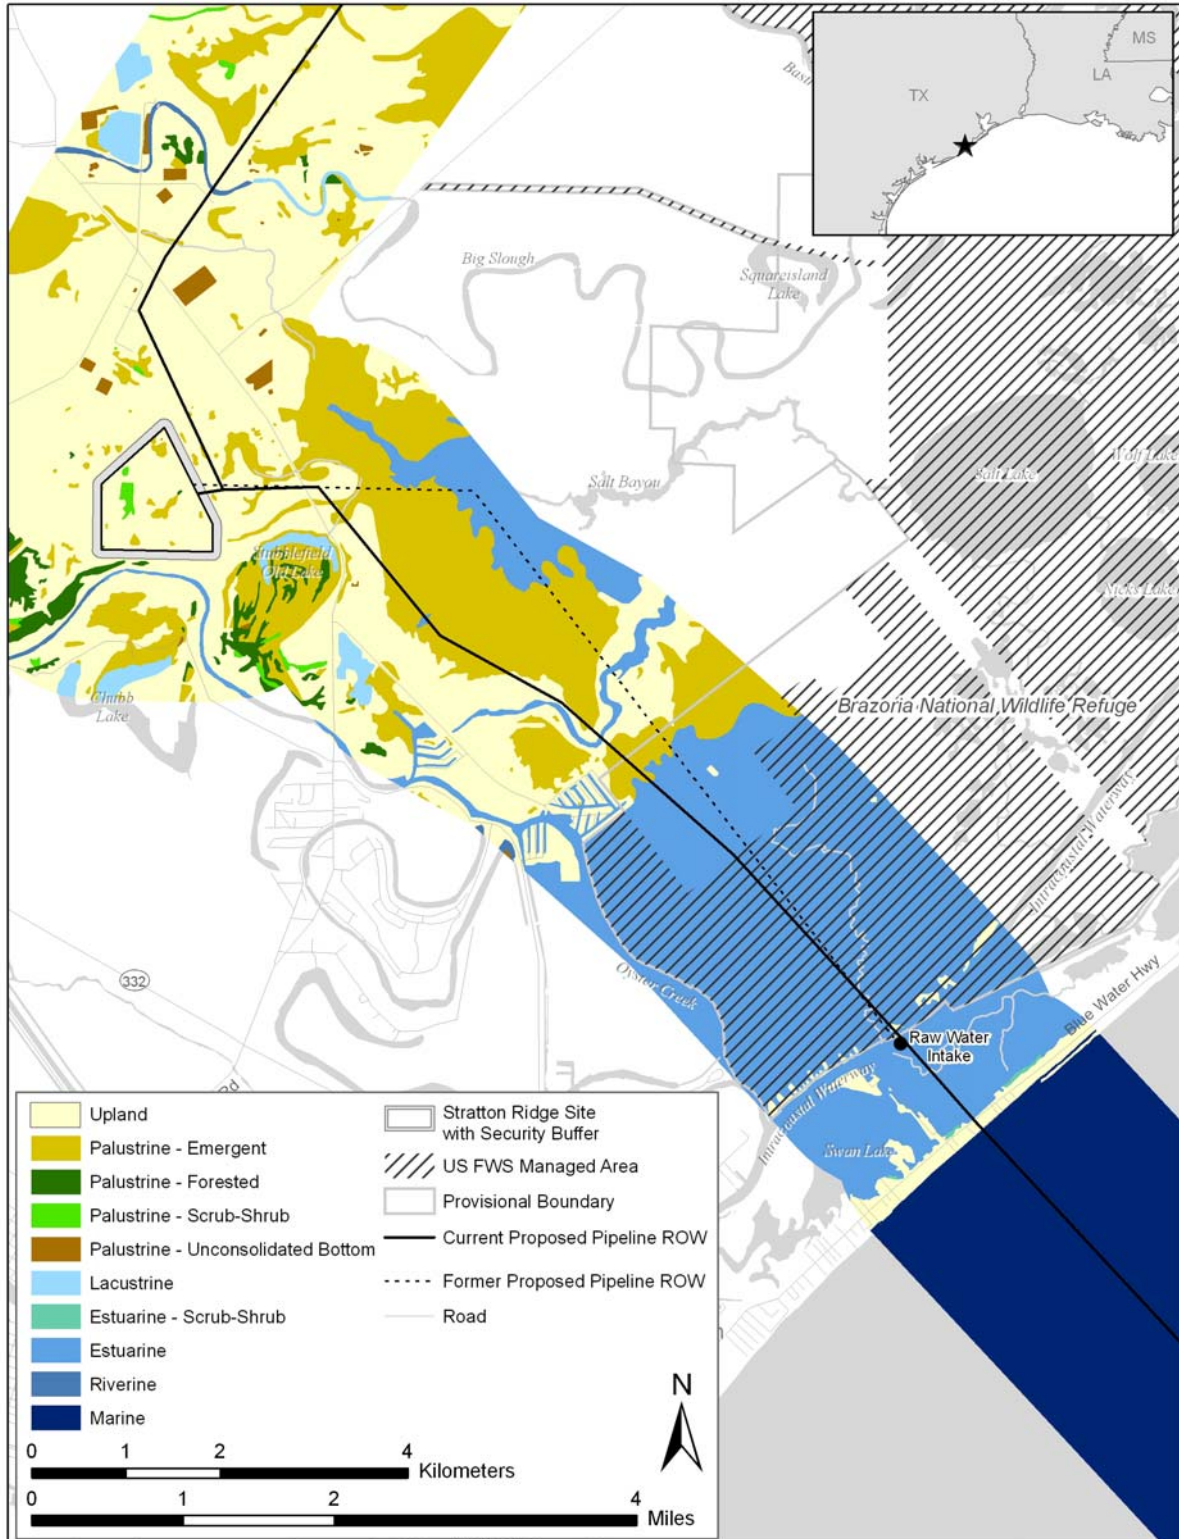 MS
LA
TX
Big Slough
Squareisland
Lake
Salt Bayou
Salt Lake
Wolf Lake
Nicks Lake
Stubblefield
Old Lake
Chubb
Lake
Brazoria National Wildlife Refuge
Intracoastal Waterway
332
Oyster Creek
Blue Water Hwy
Raw Water
Intake
Intracoastal Waterway
Swan Lake
Rd
Upland
Palustrine - Emergent
Palustrine - Forested
Palustrine - Scrub-Shrub
Palustrine - Unconsolidated Bottom
Lacustrine
Estuarine - Scrub-Shrub
Estuarine
Riverine
Marine
Stratton Ridge Site
with Security Buffer
US FWS Managed Area
Provisional Boundary
Current Proposed Pipeline ROW
Former Proposed Pipeline ROW
Road
N
0 1 2 4
Kilometers
0 1 2 4
Miles